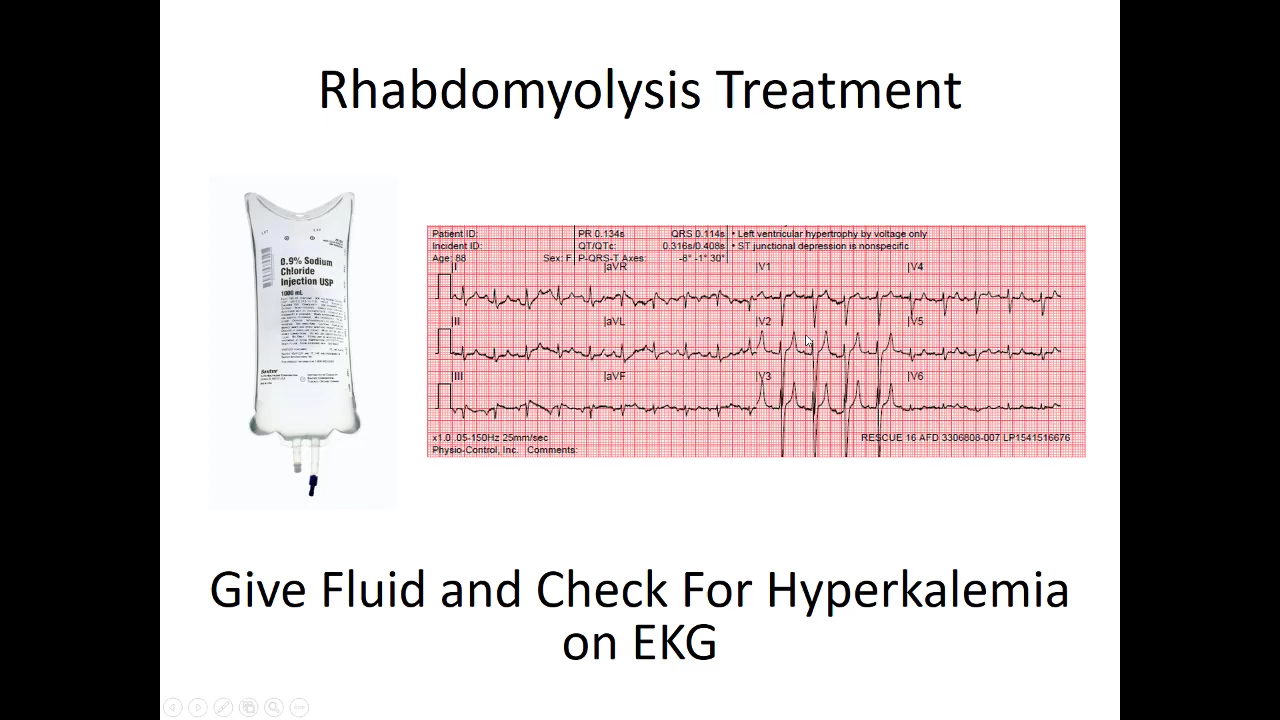 Rhabdomyolysis Treatment
0.9% Sodium
Chloride
Injection USP
1000 mL
Baxter
Patient ID:
PR 0.134s
QRS 0.114s
• Left ventricular hypertrophy by voltage only
Incident ID:
QT/QTc:
0.316s/0.408s
• ST junctional depression is nonspecific
Age: 88
Sex: F
P-QRS-T Axes:
-8° -1° 30°
I
aVR
V1
V4
II
aVL
V2
V5
III
aVF
V3
V6
x1.0 .05-150Hz 25mm/sec
RESCUE 16 AFD 3306808-007 LP1541516676
Physio-Control, Inc.
Comments:
Give Fluid and Check For Hyperkalemia
on EKG